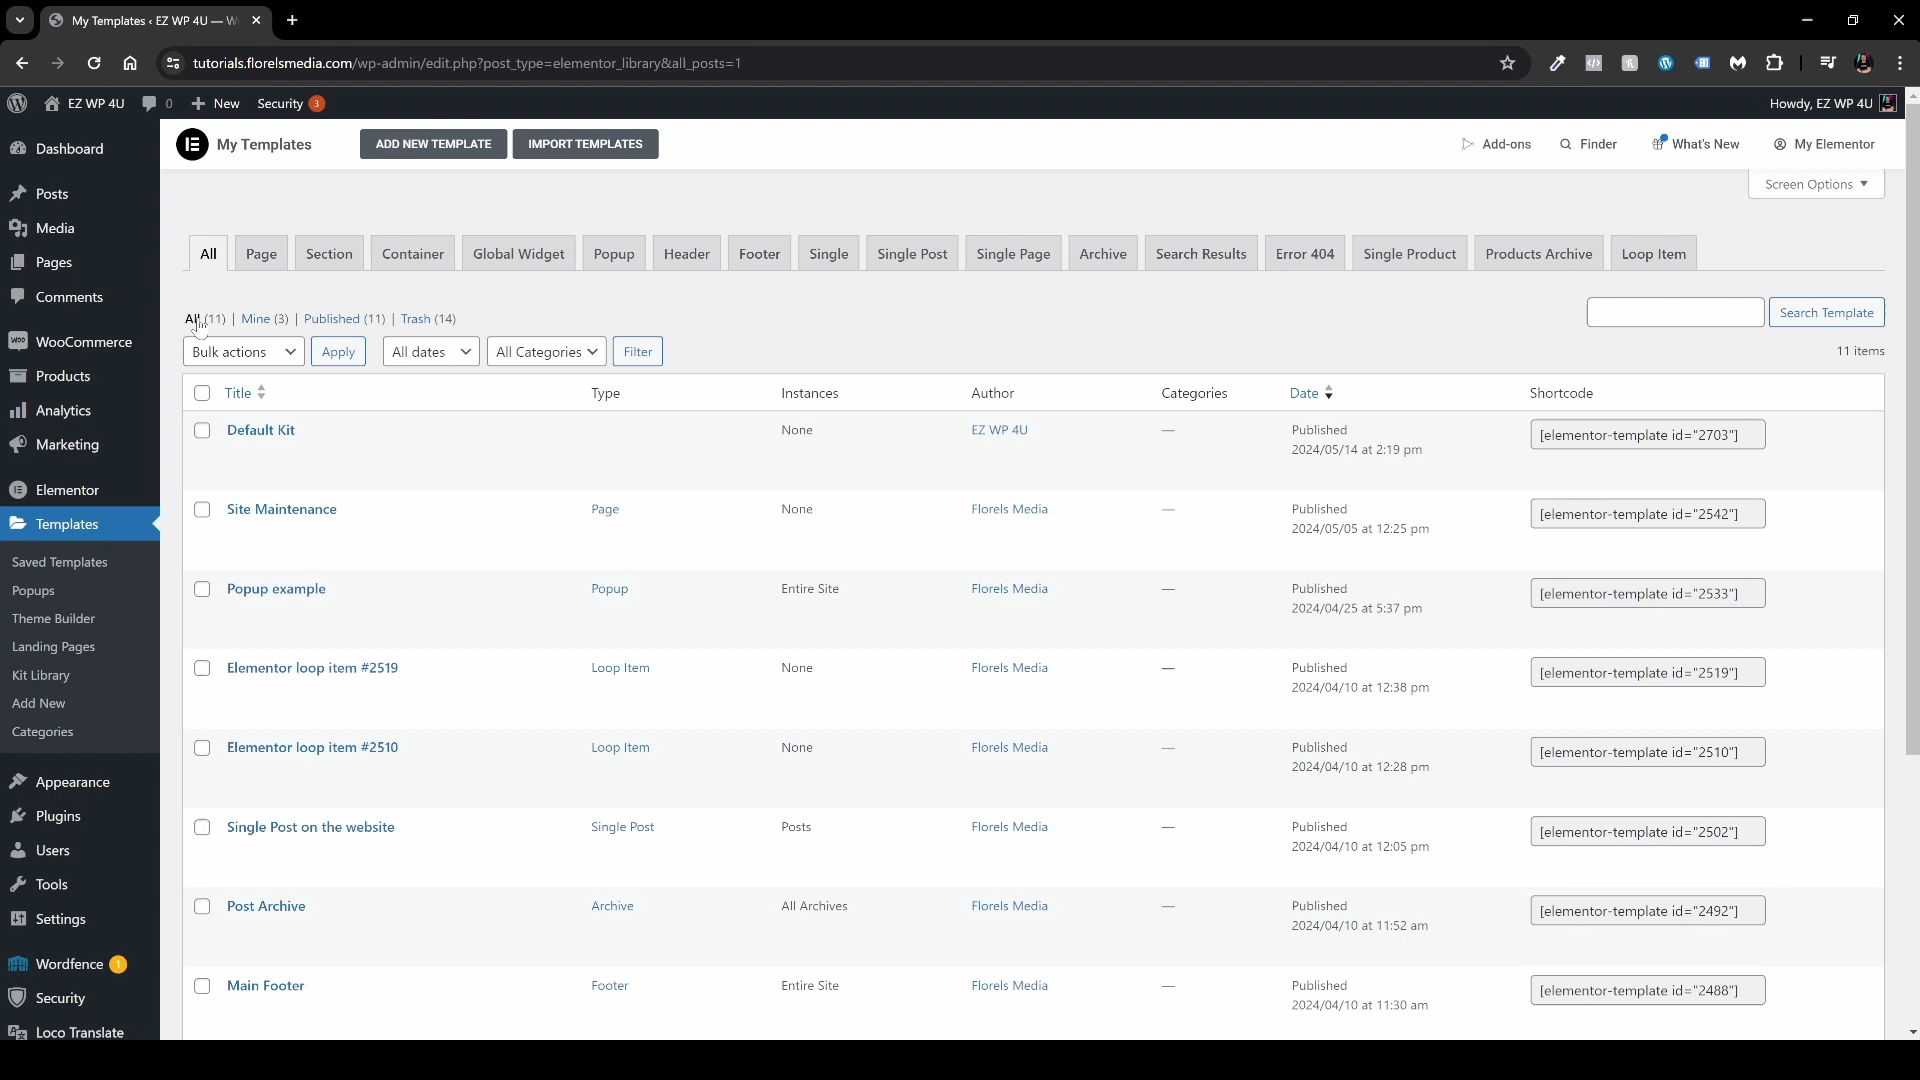 My Templates ‹ EZ WP 4U — W
tutorials.florelsmedia.com/wp-admin/edit.php?post_type=elementor_library&all_posts=1
EZ WP 4U 0 New Security 3 Howdy, EZ WP 4U
My Templates ADD NEW TEMPLATE IMPORT TEMPLATES Add-ons Finder What's New My Elementor
Screen Options
Dashboard
Posts
Media
Pages
Comments
WooCommerce
Products
Analytics
Marketing
Elementor
Templates
Saved Templates
Popups
Theme Builder
Landing Pages
Kit Library
Add New
Categories
Appearance
Plugins
Users
Tools
Settings
Wordfence 1
Security
Loco Translate
All Page Section Container Global Widget Popup Header Footer Single Single Post Single Page Archive Search Results Error 404 Single Product Products Archive Loop Item
All (11) | Mine (3) | Published (11) | Trash (14) Search Template
Bulk actions Apply All dates All Categories Filter 11 items
Title Type Instances Author Categories Date Shortcode
Default Kit None EZ WP 4U — Published [elementor-template id="2703"]
2024/05/14 at 2:19 pm
Site Maintenance Page None Florels Media — Published [elementor-template id="2542"]
2024/05/05 at 12:25 pm
Popup example Popup Entire Site Florels Media — Published [elementor-template id="2533"]
2024/04/25 at 5:37 pm
Elementor loop item #2519 Loop Item None Florels Media — Published [elementor-template id="2519"]
2024/04/10 at 12:38 pm
Elementor loop item #2510 Loop Item None Florels Media — Published [elementor-template id="2510"]
2024/04/10 at 12:28 pm
Single Post on the website Single Post Posts Florels Media — Published [elementor-template id="2502"]
2024/04/10 at 12:05 pm
Post Archive Archive All Archives Florels Media — Published [elementor-template id="2492"]
2024/04/10 at 11:52 am
Main Footer Footer Entire Site Florels Media — Published [elementor-template id="2488"]
2024/04/10 at 11:30 am